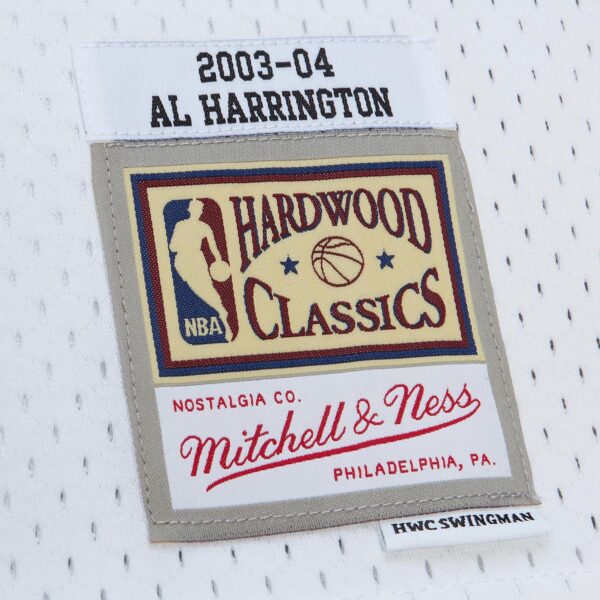 2003-04
AL HARRINGTON
HARDWOOD
CLASSICS
NBA
NOSTALGIA CO.
Mitchell & Ness
PHILADELPHIA, PA.
HWC SWINGMAN